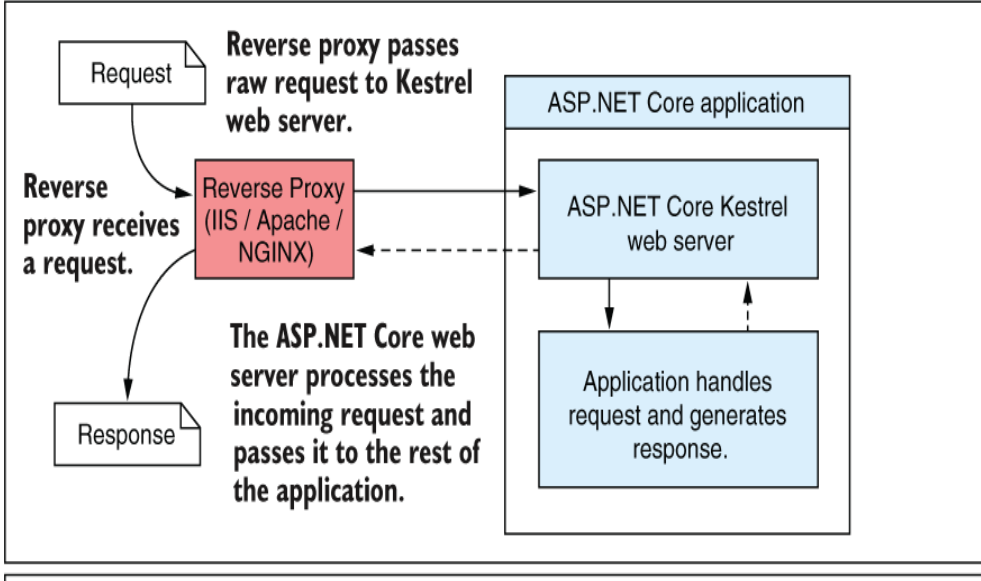 Request
Reverse proxy passes
raw request to Kestrel
web server.
ASP.NET Core application
Reverse
proxy receives
a request.
Reverse Proxy
(IIS / Apache /
NGINX)
ASP.NET Core Kestrel
web server
The ASP.NET Core web
server processes the
incoming request and
passes it to the rest of
the application.
Application handles
request and generates
response.
Response